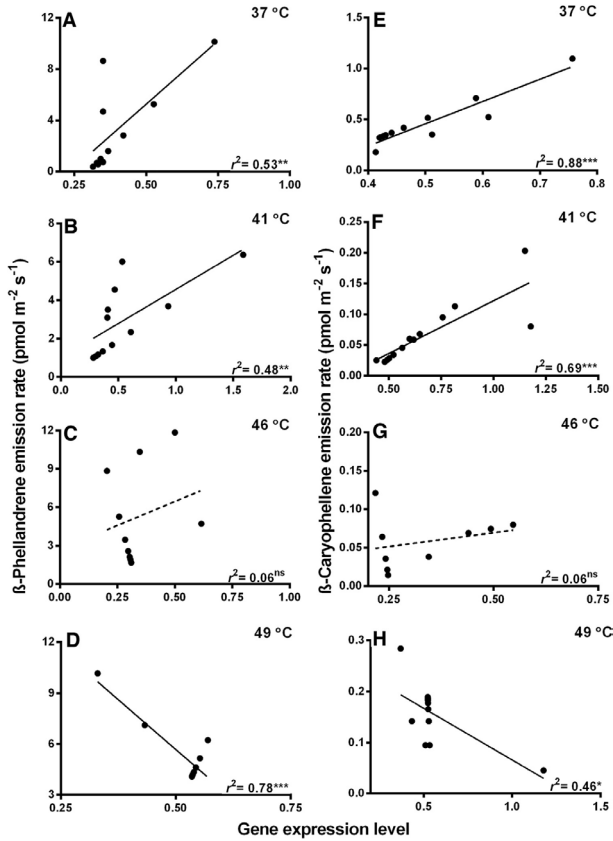 A 37 °C
12
8
4
0
0.25 0.50 0.75 1.00
r²= 0.53**
E 37 °C
1.5
1.0
0.5
0.0
0.4 0.5 0.6 0.7 0.8
r²= 0.88***
B 41 °C
8
6
4
2
0
0.0 0.5 1.0 1.5 2.0
r²= 0.48**
F 41 °C
0.25
0.20
0.15
0.10
0.05
0.00
0.50 0.75 1.00 1.25 1.50
r²= 0.69***
C 46 °C
12
9
6
3
0
0.00 0.25 0.50 0.75 1.00
r²= 0.06ns
G 46 °C
0.20
0.15
0.10
0.05
0.00
0.25 0.50 0.75
r²= 0.06ns
D 49 °C
12
9
6
3
0.25 0.50 0.75
r²= 0.78***
H 49 °C
0.3
0.2
0.1
0.0
0.5 1.0 1.5
r²= 0.46*
ß-Phellandrene emission rate (pmol m⁻² s⁻¹)
ß-Caryophellene emission rate (pmol m⁻² s⁻¹)
Gene expression level